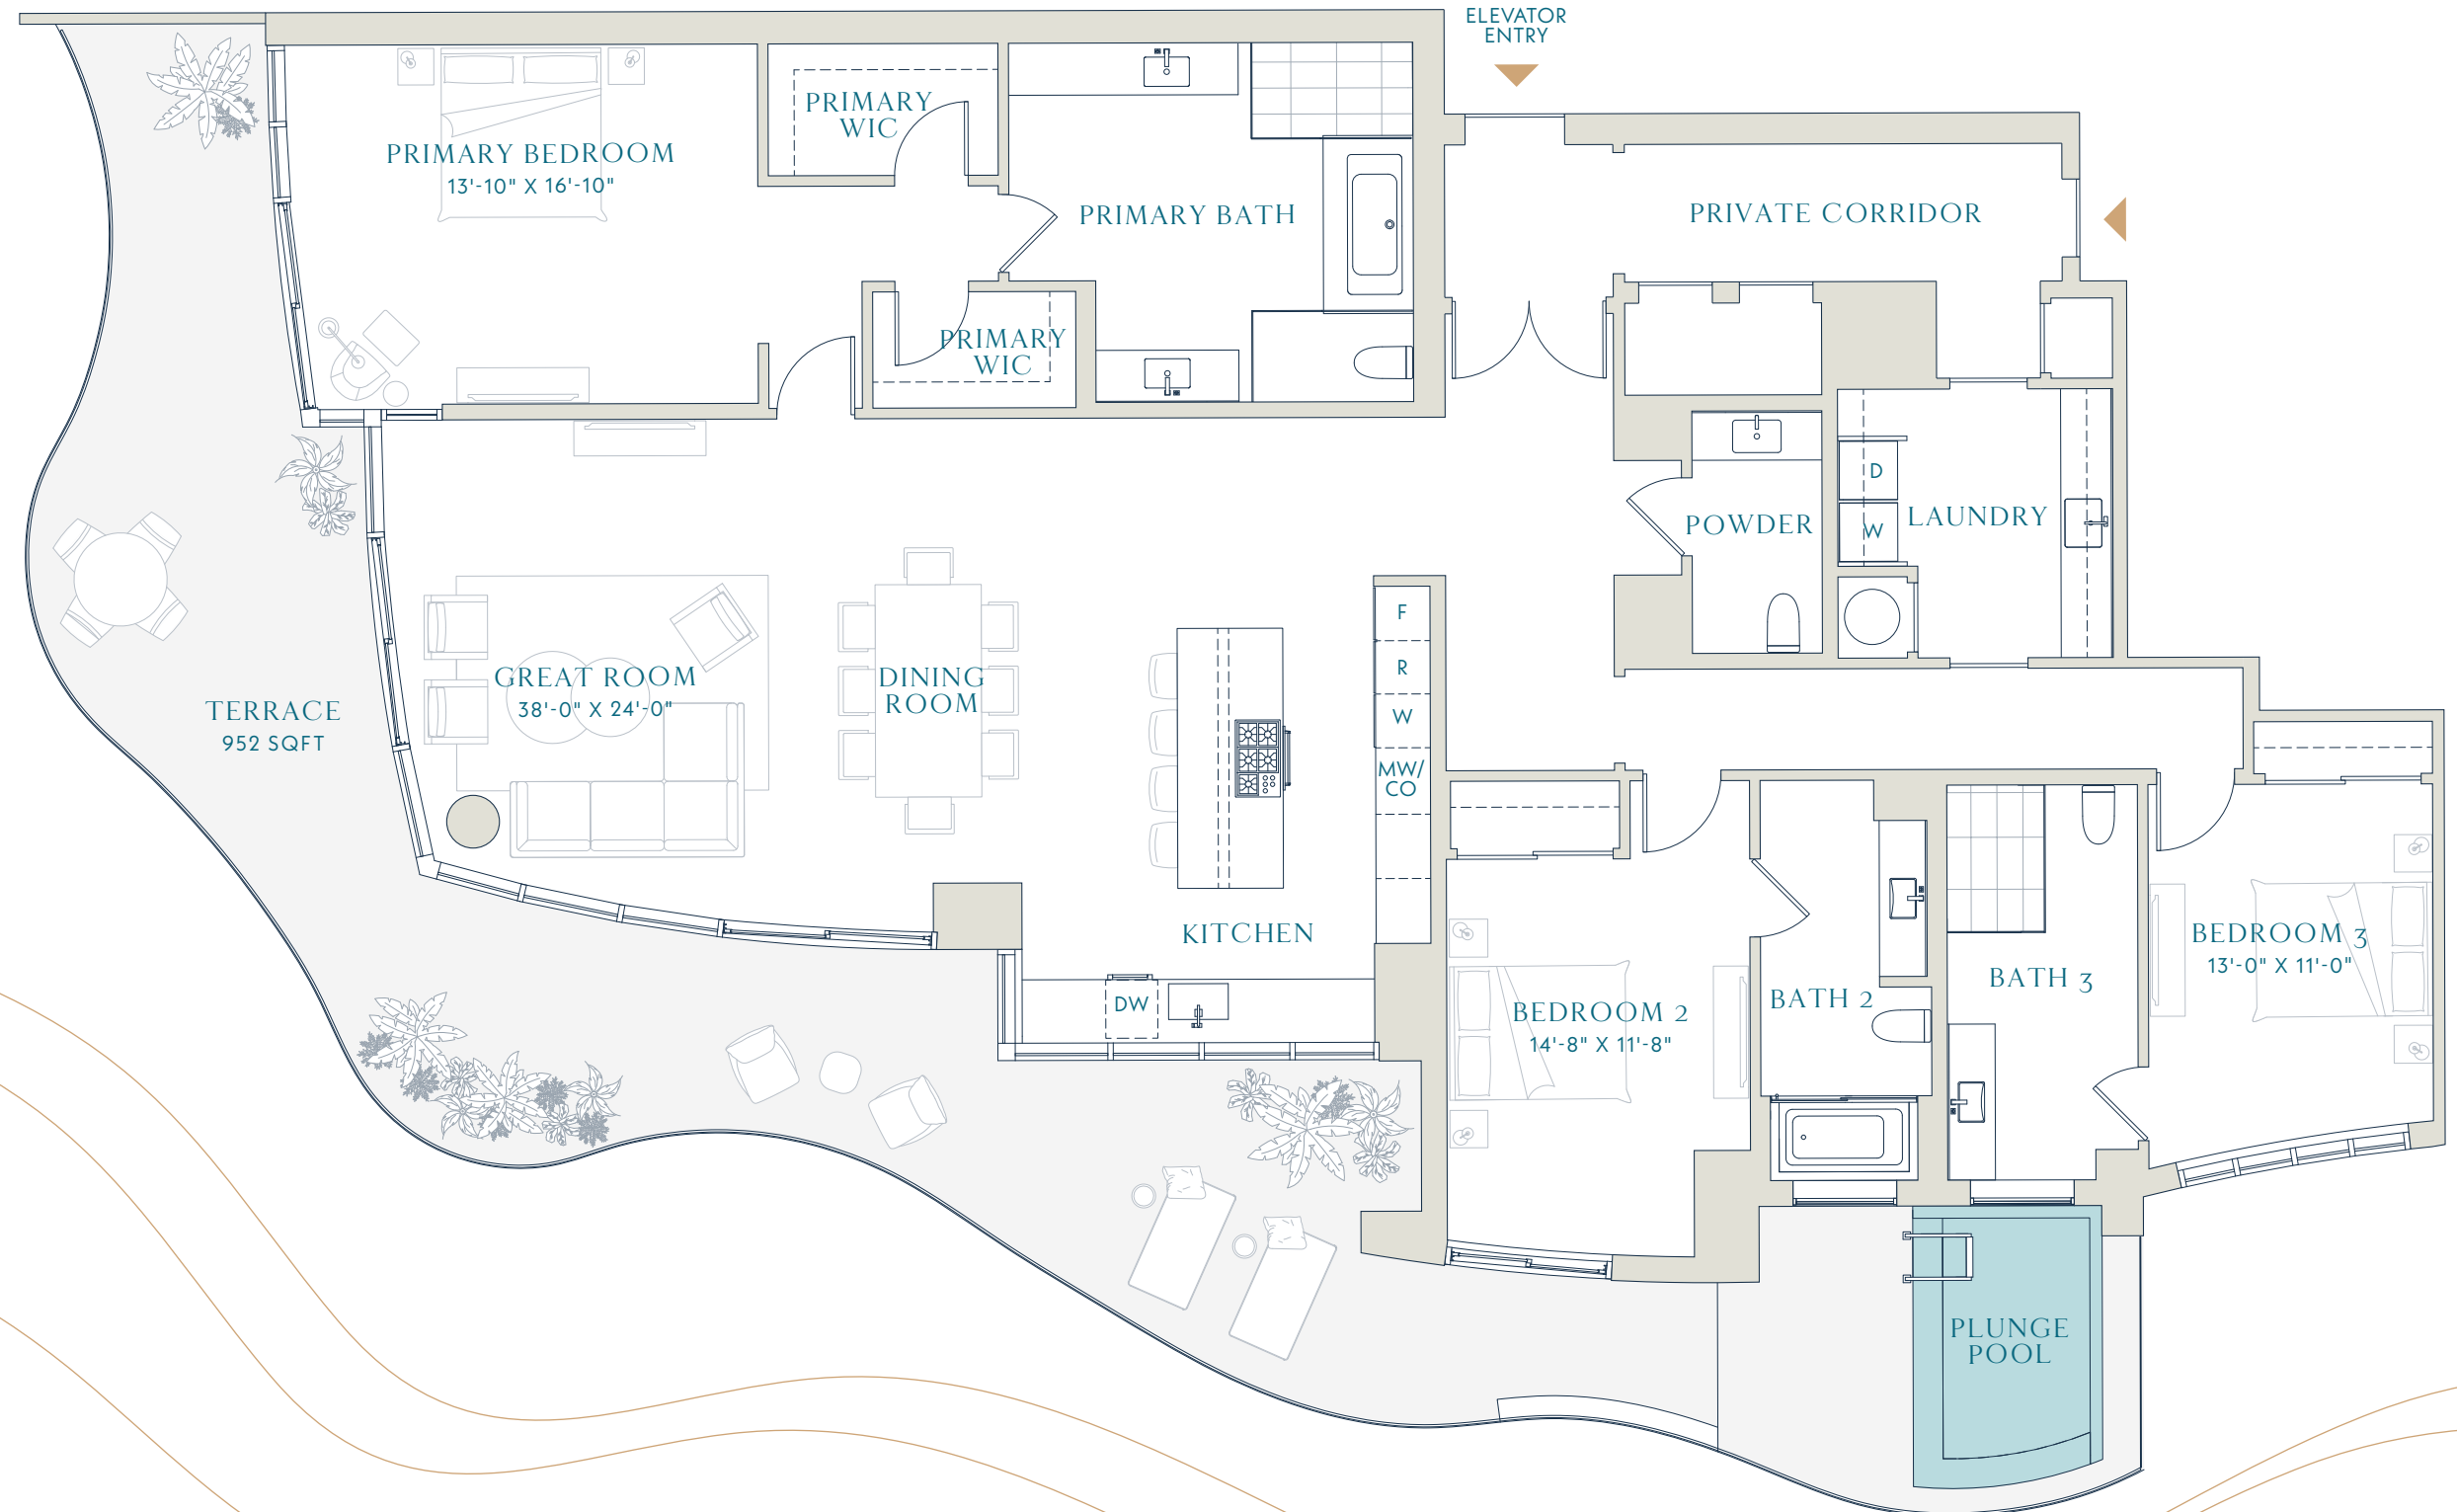 ELEVATOR
ENTRY
PRIMARY
WIC
PRIMARY BEDROOM
13'-10" X 16'-10"
PRIMARY BATH
PRIVATE CORRIDOR
PRIMARY
WIC
D
W
LAUNDRY
POWDER
F
R
W
MW/
CO
GREAT ROOM
38'-0" X 24'-0"
DINING
ROOM
TERRACE
952 SQFT
KITCHEN
DW
BEDROOM 2
14'-8" X 11'-8"
BATH 2
BATH 3
BEDROOM 3
13'-0" X 11'-0"
PLUNGE
POOL